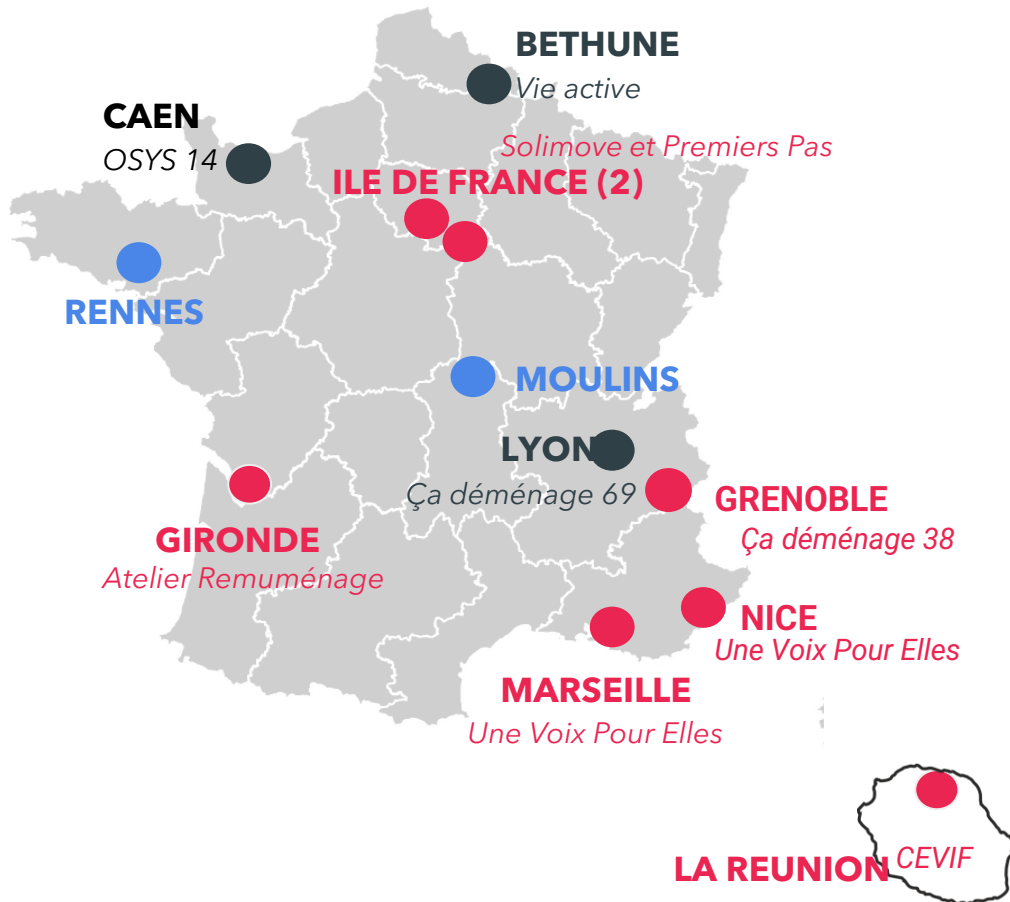 BETHUNE
Vie active
CAEN
OSYS 14
Solimove et Premiers Pas
ILE DE FRANCE (2)
RENNES
MOULINS
LYON
Ça déménage 69
GRENOBLE
Ça déménage 38
GIRONDE
Atelier Remuménage
NICE
Une Voix Pour Elles
MARSEILLE
Une Voix Pour Elles
CEVIF
LA REUNION